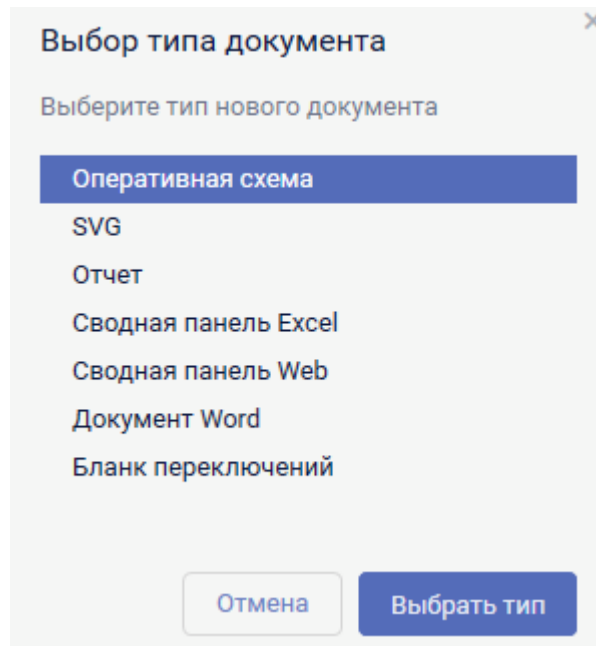 Выбор типа документа
Выберите тип нового документа
Оперативная схема
SVG
Отчет
Сводная панель Excel
Сводная панель Web
Документ Word
Бланк переключений
Отмена
Выбрать тип